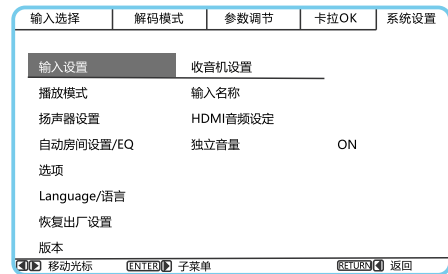 输入选择 解码模式 参数调节 卡拉OK 系统设置
输入设置 收音机设置
播放模式 输入名称
扬声器设置 HDMI音频设定
自动房间设置/EQ 独立音量 ON
选项
Language/语言
恢复出厂设置
版本
移动光标 ENTER 子菜单 RETURN 返回